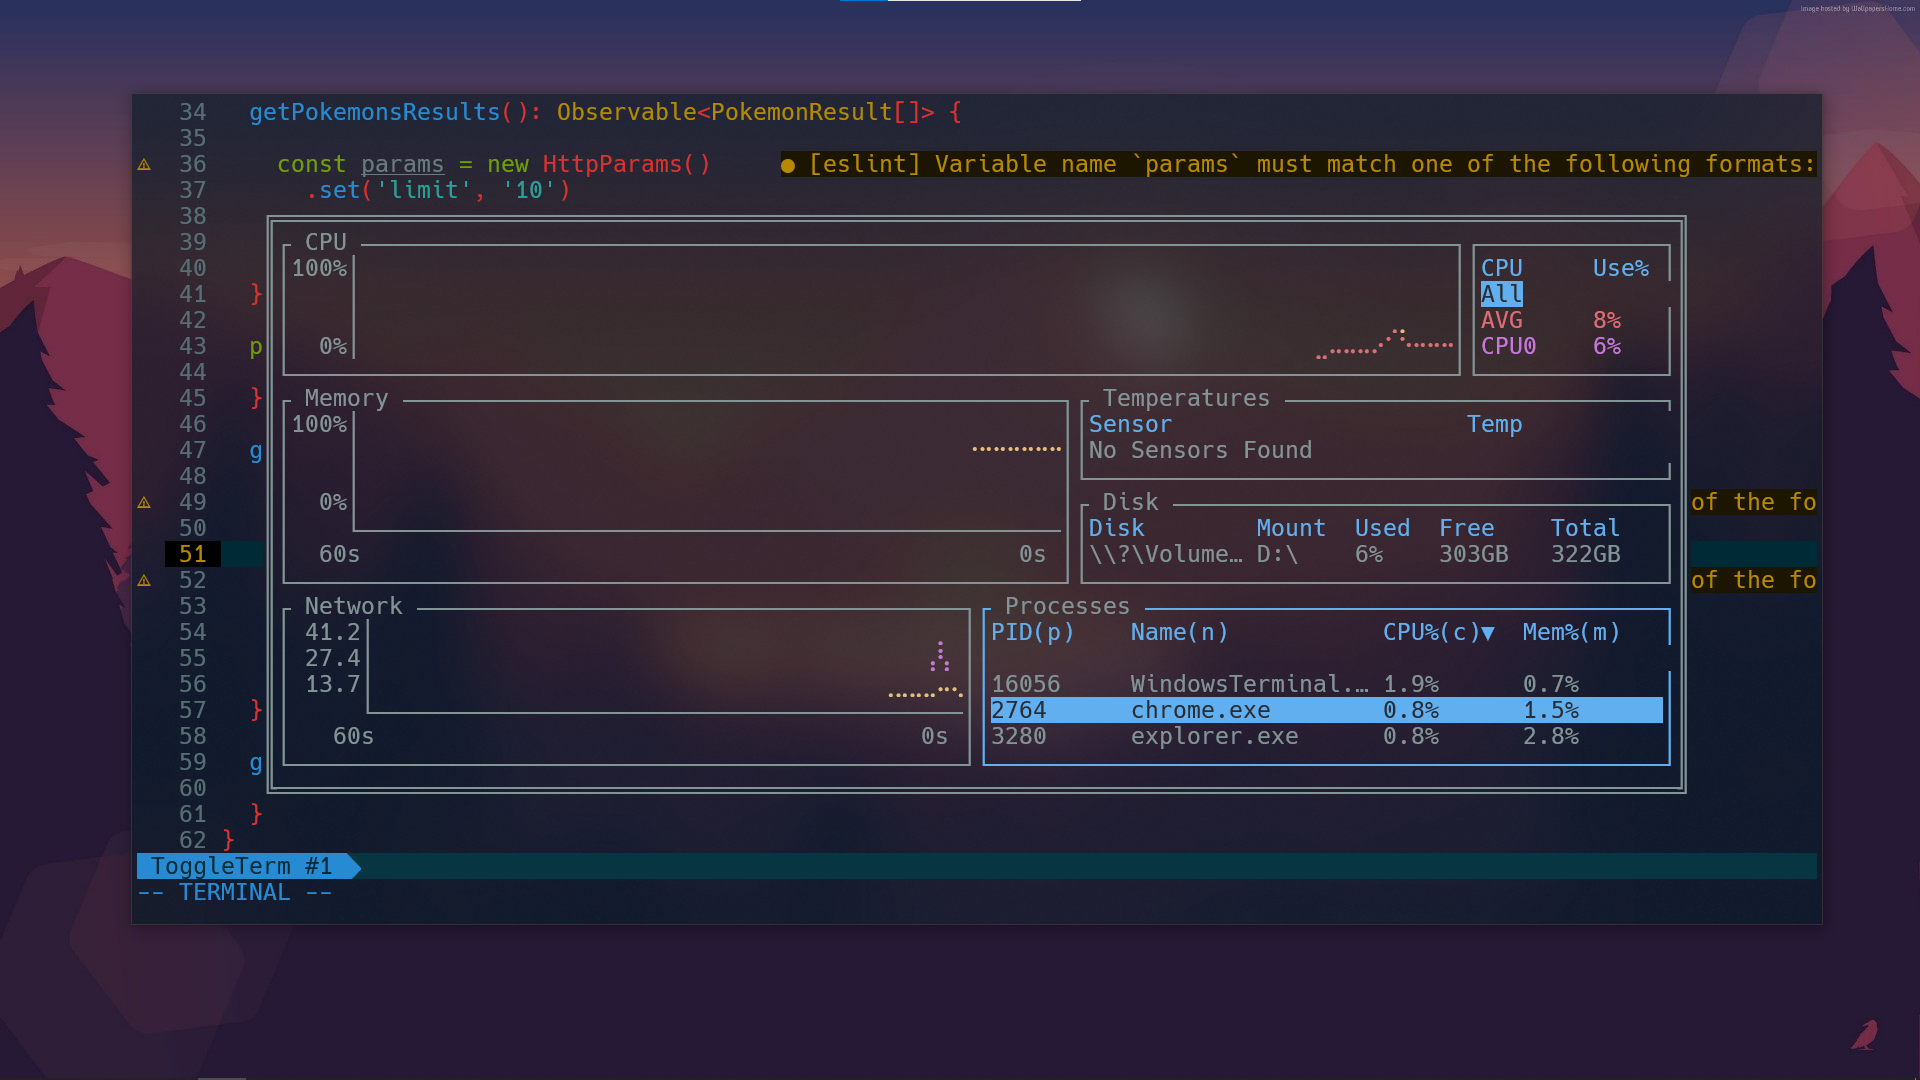 Image hosted by WallpapersHome.com
34 getPokemonsResults(): Observable<PokemonResult[]> {
35
⚠ 36 const params = new HttpParams() ● [eslint] Variable name `params` must match one of the following formats:
37 .set('limit', '10')
38
39 CPU
40 100% CPU Use%
41 } All
42 AVG 8%
43 p 0% CPU0 6%
44
45 } Memory Temperatures
46 100% Sensor Temp
47 g No Sensors Found
48
⚠ 49 0% Disk of the fo
50 Disk Mount Used Free Total
51 60s 0s \\?\Volume… D:\ 6% 303GB 322GB
⚠ 52 of the fo
53 Network Processes
54 41.2 PID(p) Name(n) CPU%(c)▼ Mem%(m)
55 27.4
56 13.7 16056 WindowsTerminal.… 1.9% 0.7%
57 } 2764 chrome.exe 0.8% 1.5%
58 60s 0s 3280 explorer.exe 0.8% 2.8%
59 g
60
61 }
62 }
ToggleTerm #1
-- TERMINAL --